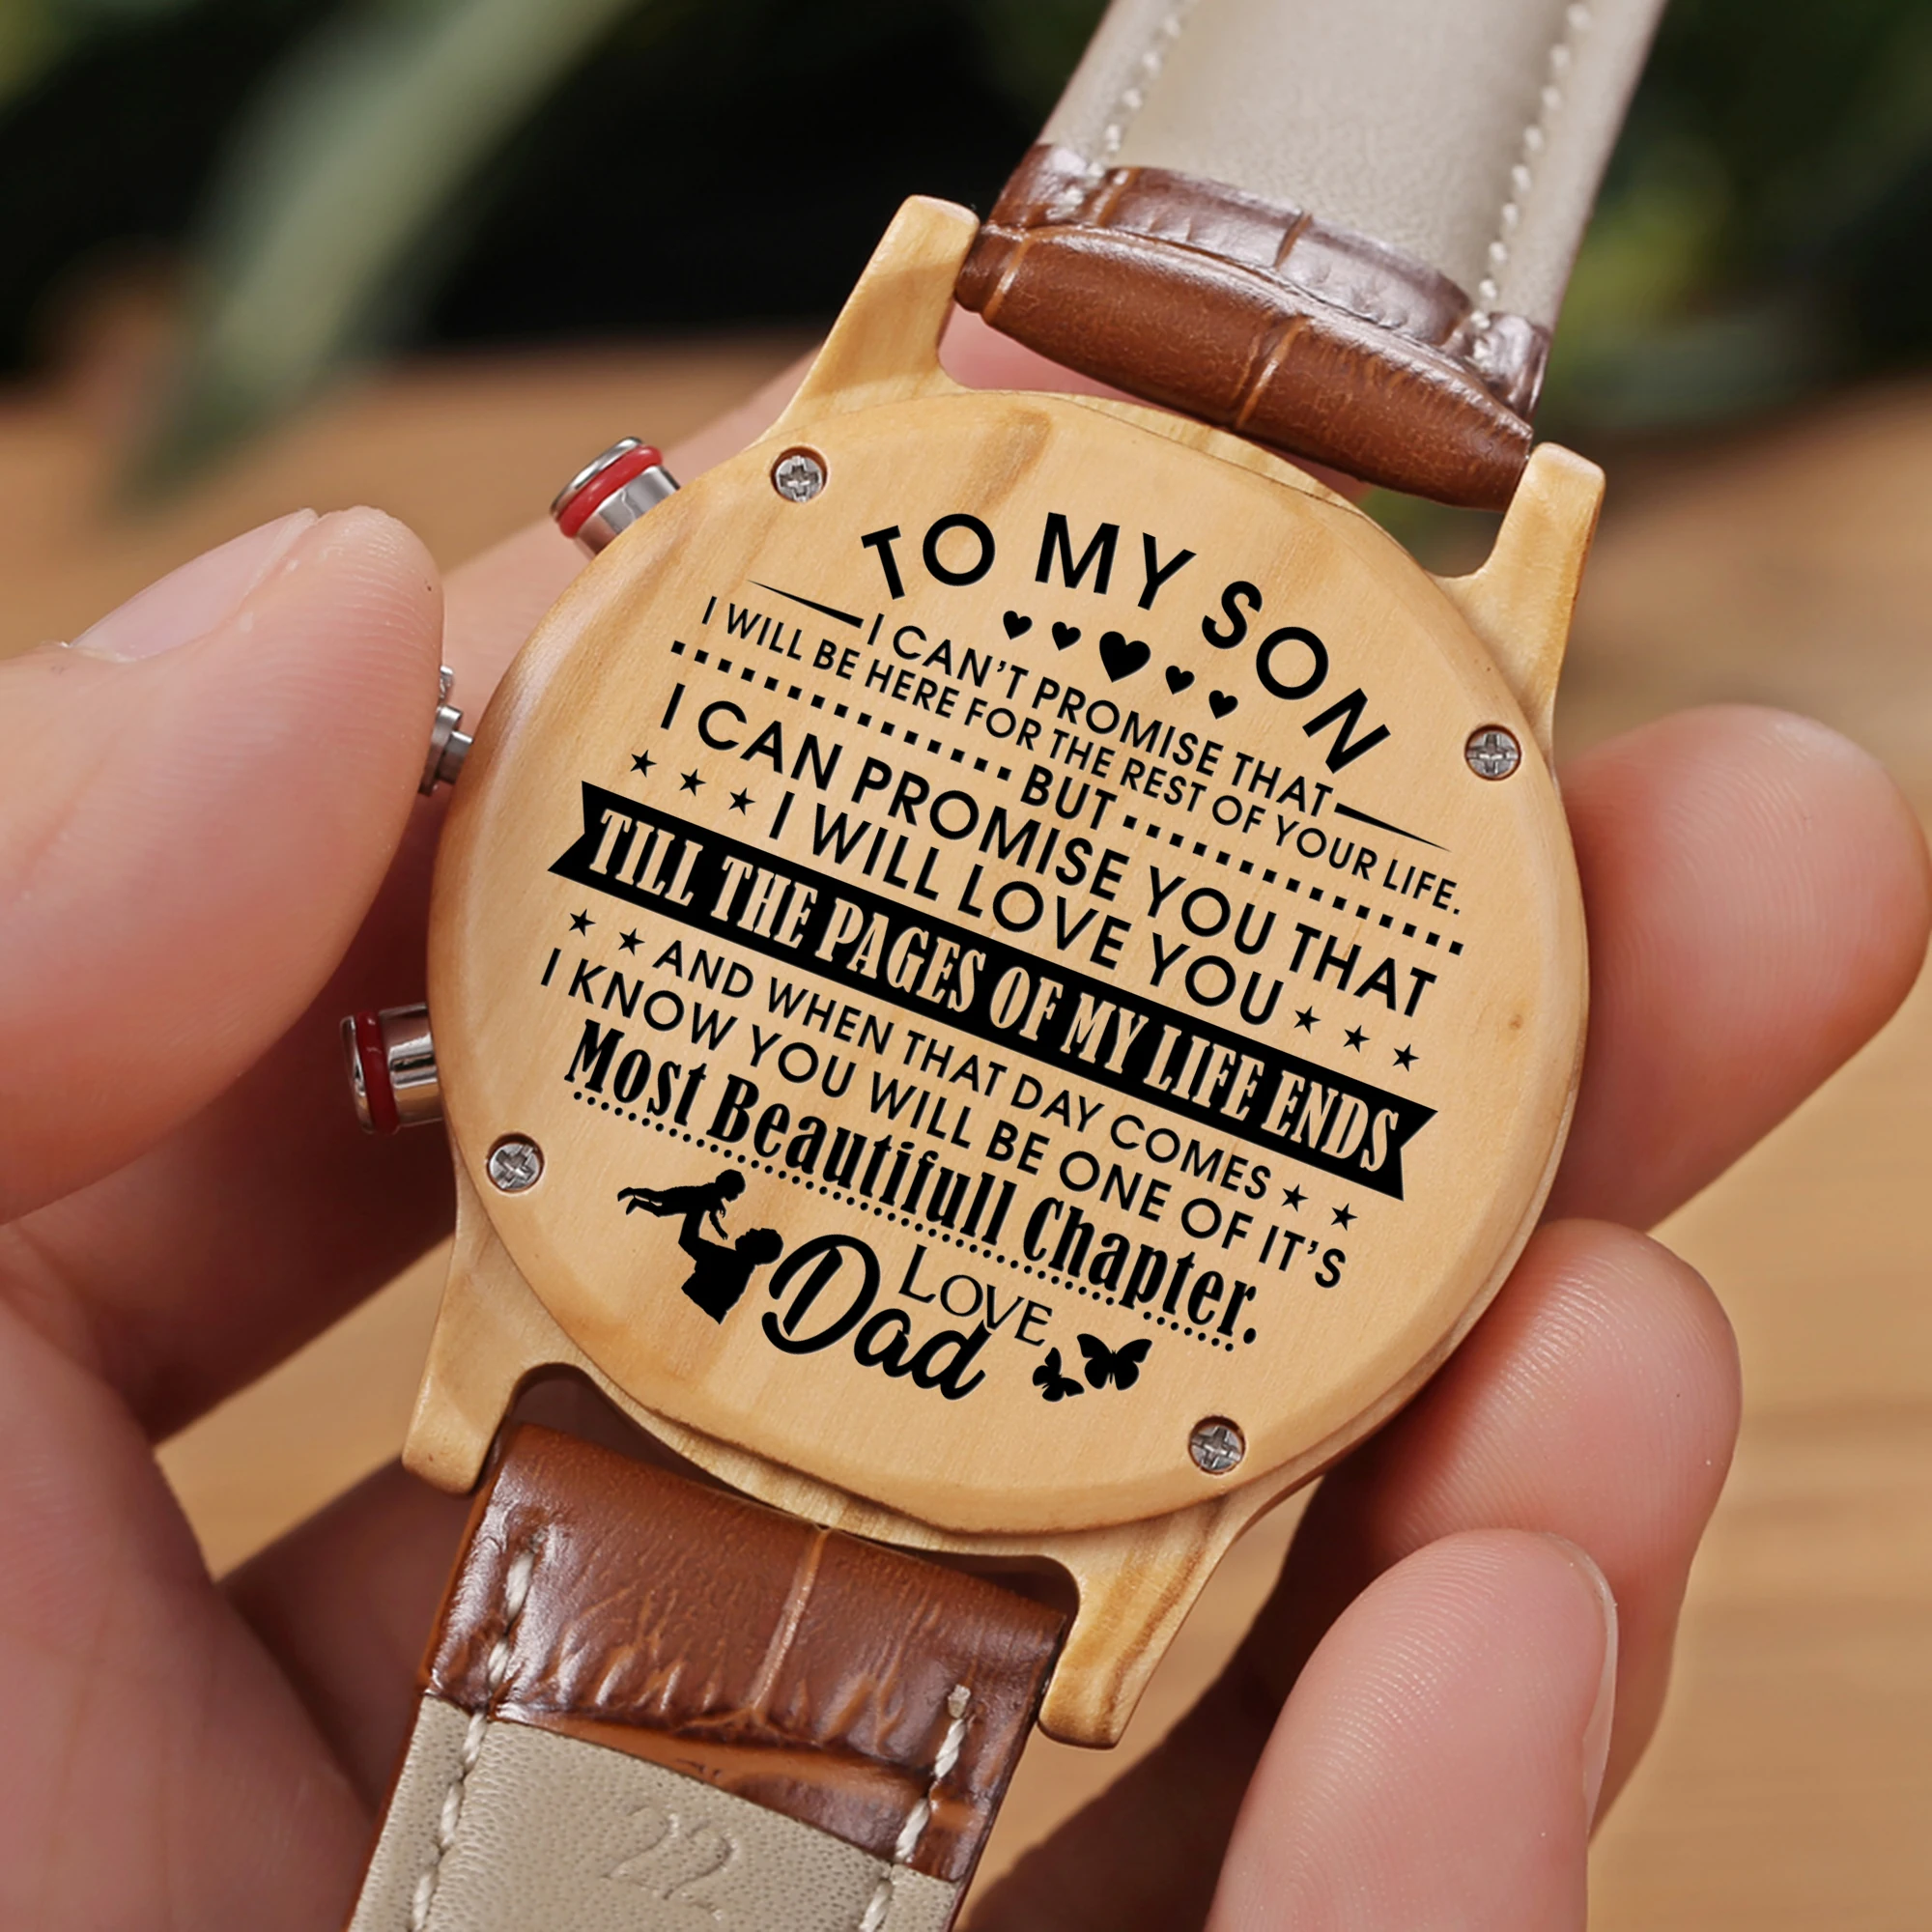 TO MY SON
I CAN'T PROMISE THAT
I WILL BE HERE FOR THE REST OF YOUR LIFE.
BUT
I CAN PROMISE YOU THAT
I WILL LOVE YOU
TILL THE PAGES OF MY LIFE ENDS
AND WHEN THAT DAY COMES
I KNOW YOU WILL BE ONE OF IT'S
Most Beautifull Chapter.
LOVE
Dad
22